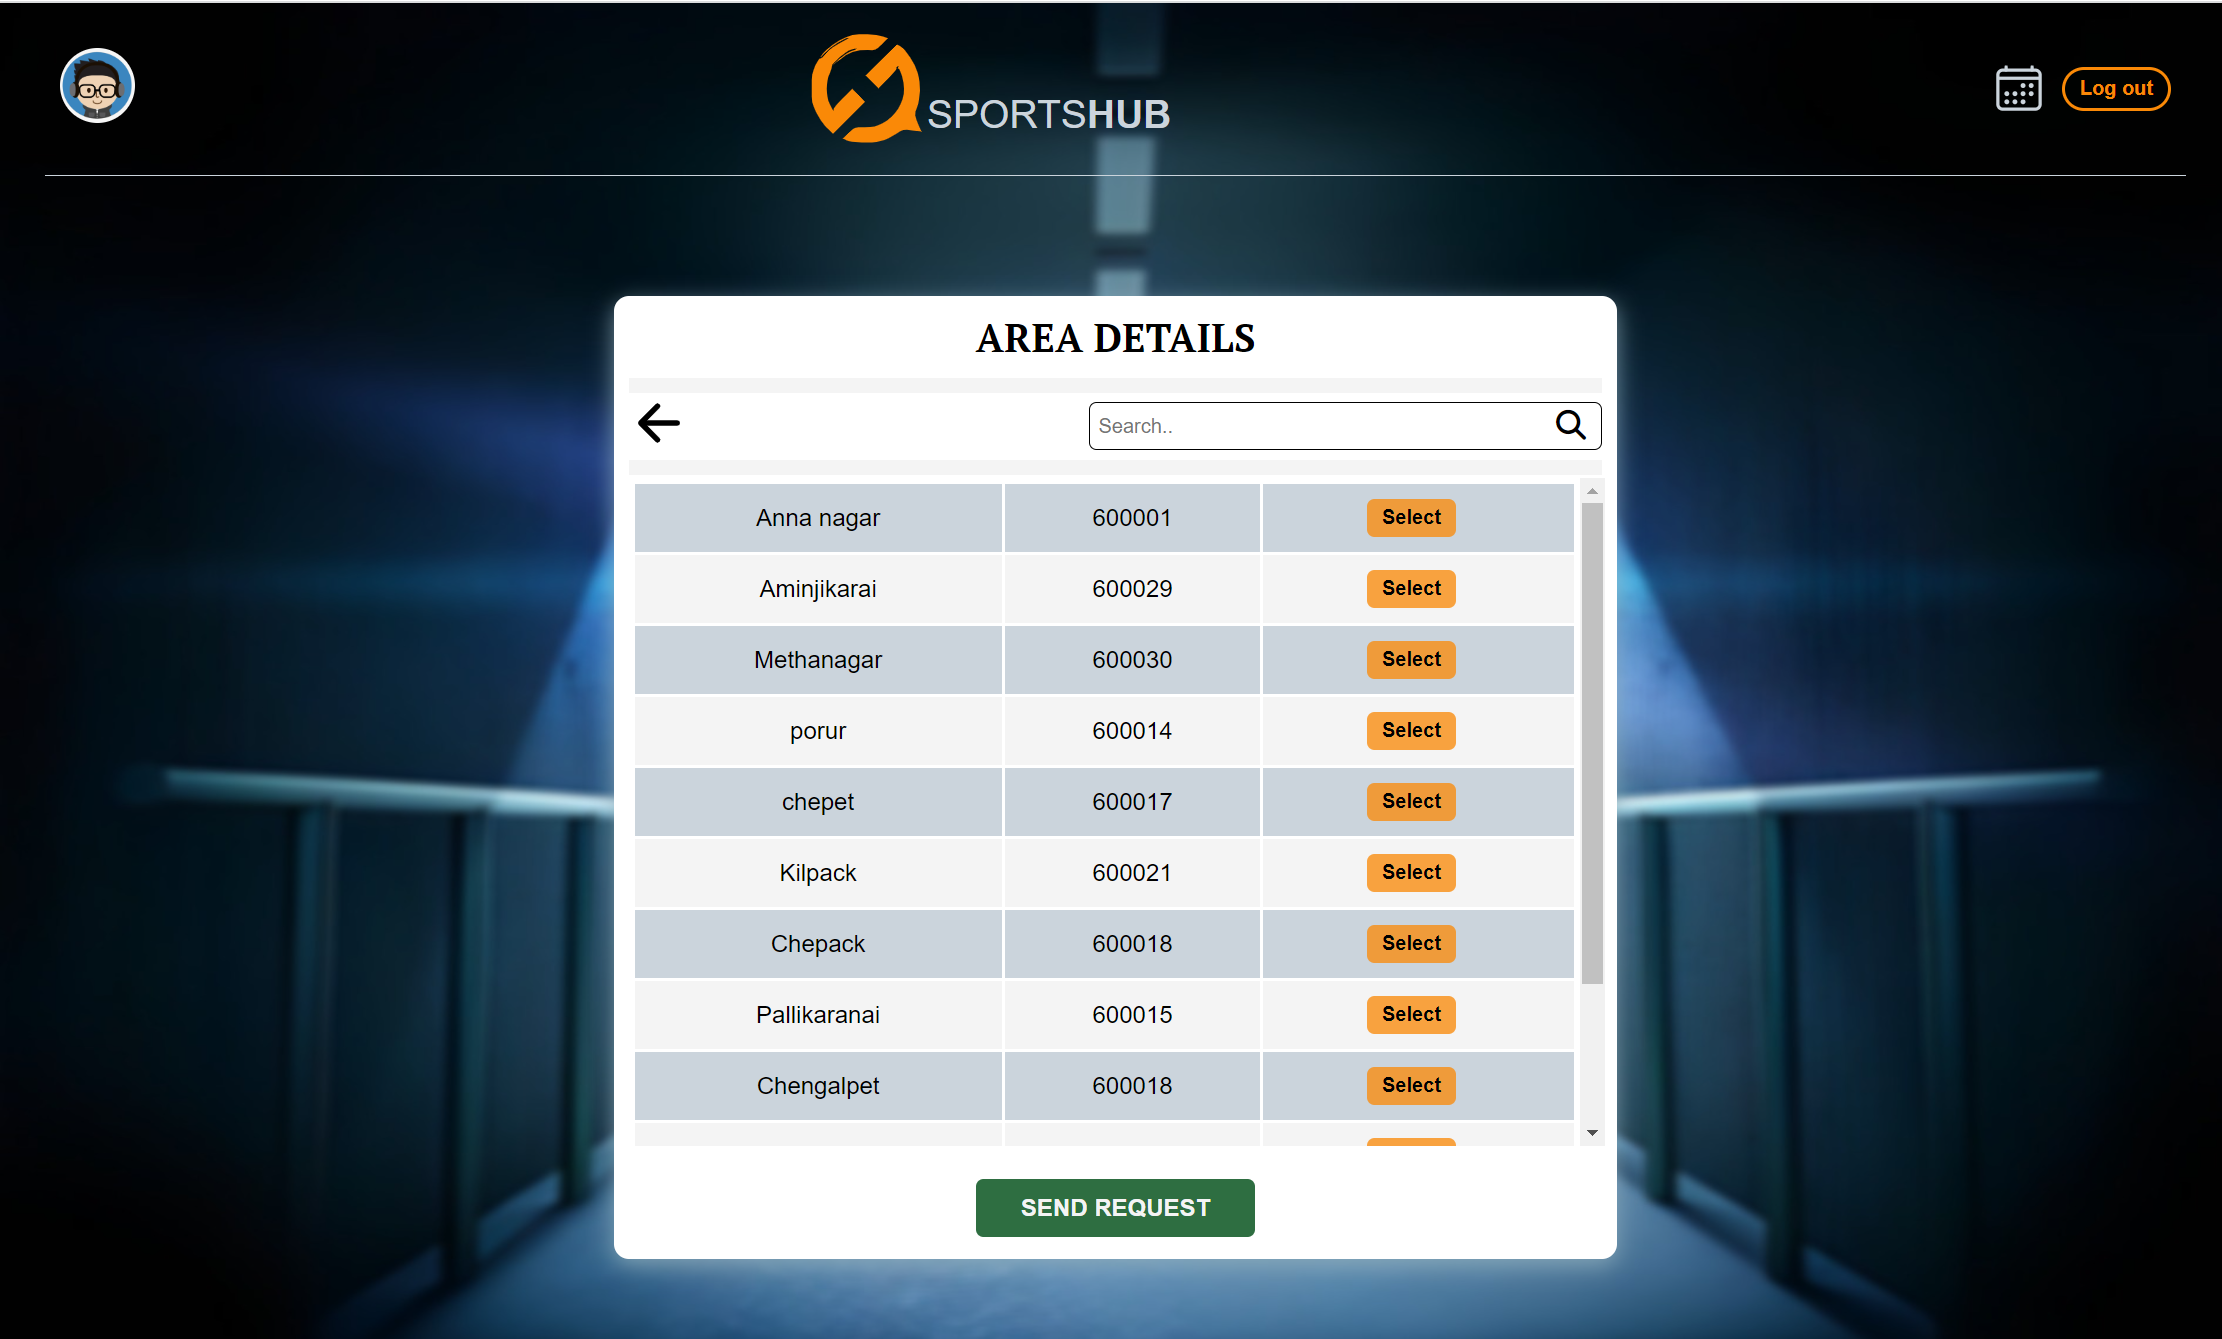 SPORTSHUB
Log out
AREA DETAILS
Search..
Anna nagar 600001 Select
Aminjikarai 600029 Select
Methanagar 600030 Select
porur 600014 Select
chepet 600017 Select
Kilpack 600021 Select
Chepack 600018 Select
Pallikaranai 600015 Select
Chengalpet 600018 Select
SEND REQUEST